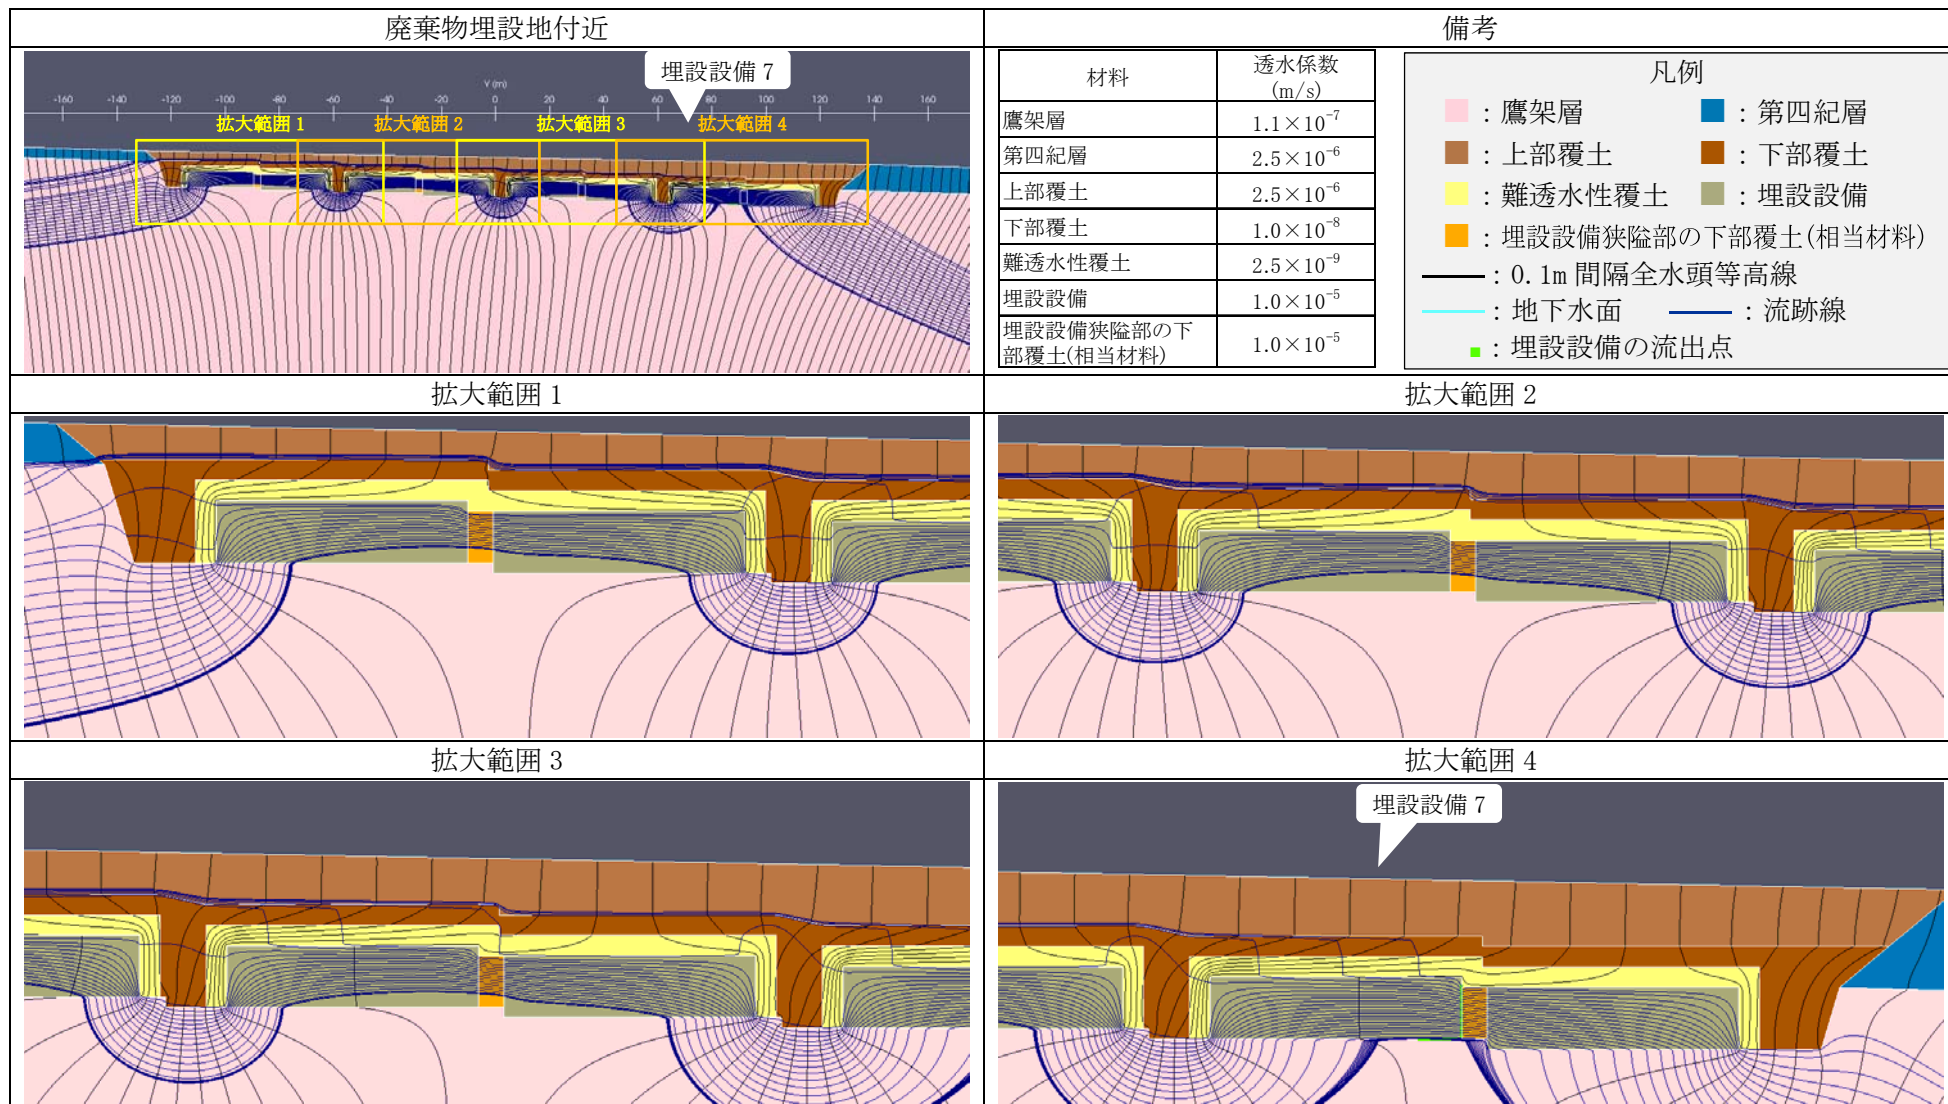 廃棄物埋設地付近
備考
埋設設備 7
Y (m)
-160 -140 -120 -100 -80 -60 -40 -20 0 20 40 60 80 100 120 140 160
拡大範囲 1 拡大範囲 2 拡大範囲 3 拡大範囲 4
材料 透水係数
(m/s)
鷹架層 1.1×10⁻⁷
第四紀層 2.5×10⁻⁶
上部覆土 2.5×10⁻⁶
下部覆土 1.0×10⁻⁸
難透水性覆土 2.5×10⁻⁹
埋設設備 1.0×10⁻⁵
埋設設備狭隘部の下
部覆土(相当材料) 1.0×10⁻⁵
凡例
：鷹架層 ：第四紀層
：上部覆土 ：下部覆土
：難透水性覆土 ：埋設設備
：埋設設備狭隘部の下部覆土(相当材料)
：0.1m 間隔全水頭等高線
：地下水面 ：流跡線
：埋設設備の流出点
拡大範囲 1
拡大範囲 2
拡大範囲 3
拡大範囲 4
埋設設備 7